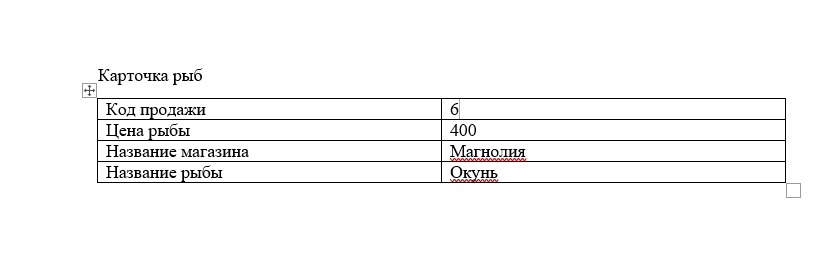 Карточка рыб
Код продажи 6
Цена рыбы 400
Название магазина Магнолия
Название рыбы Окунь